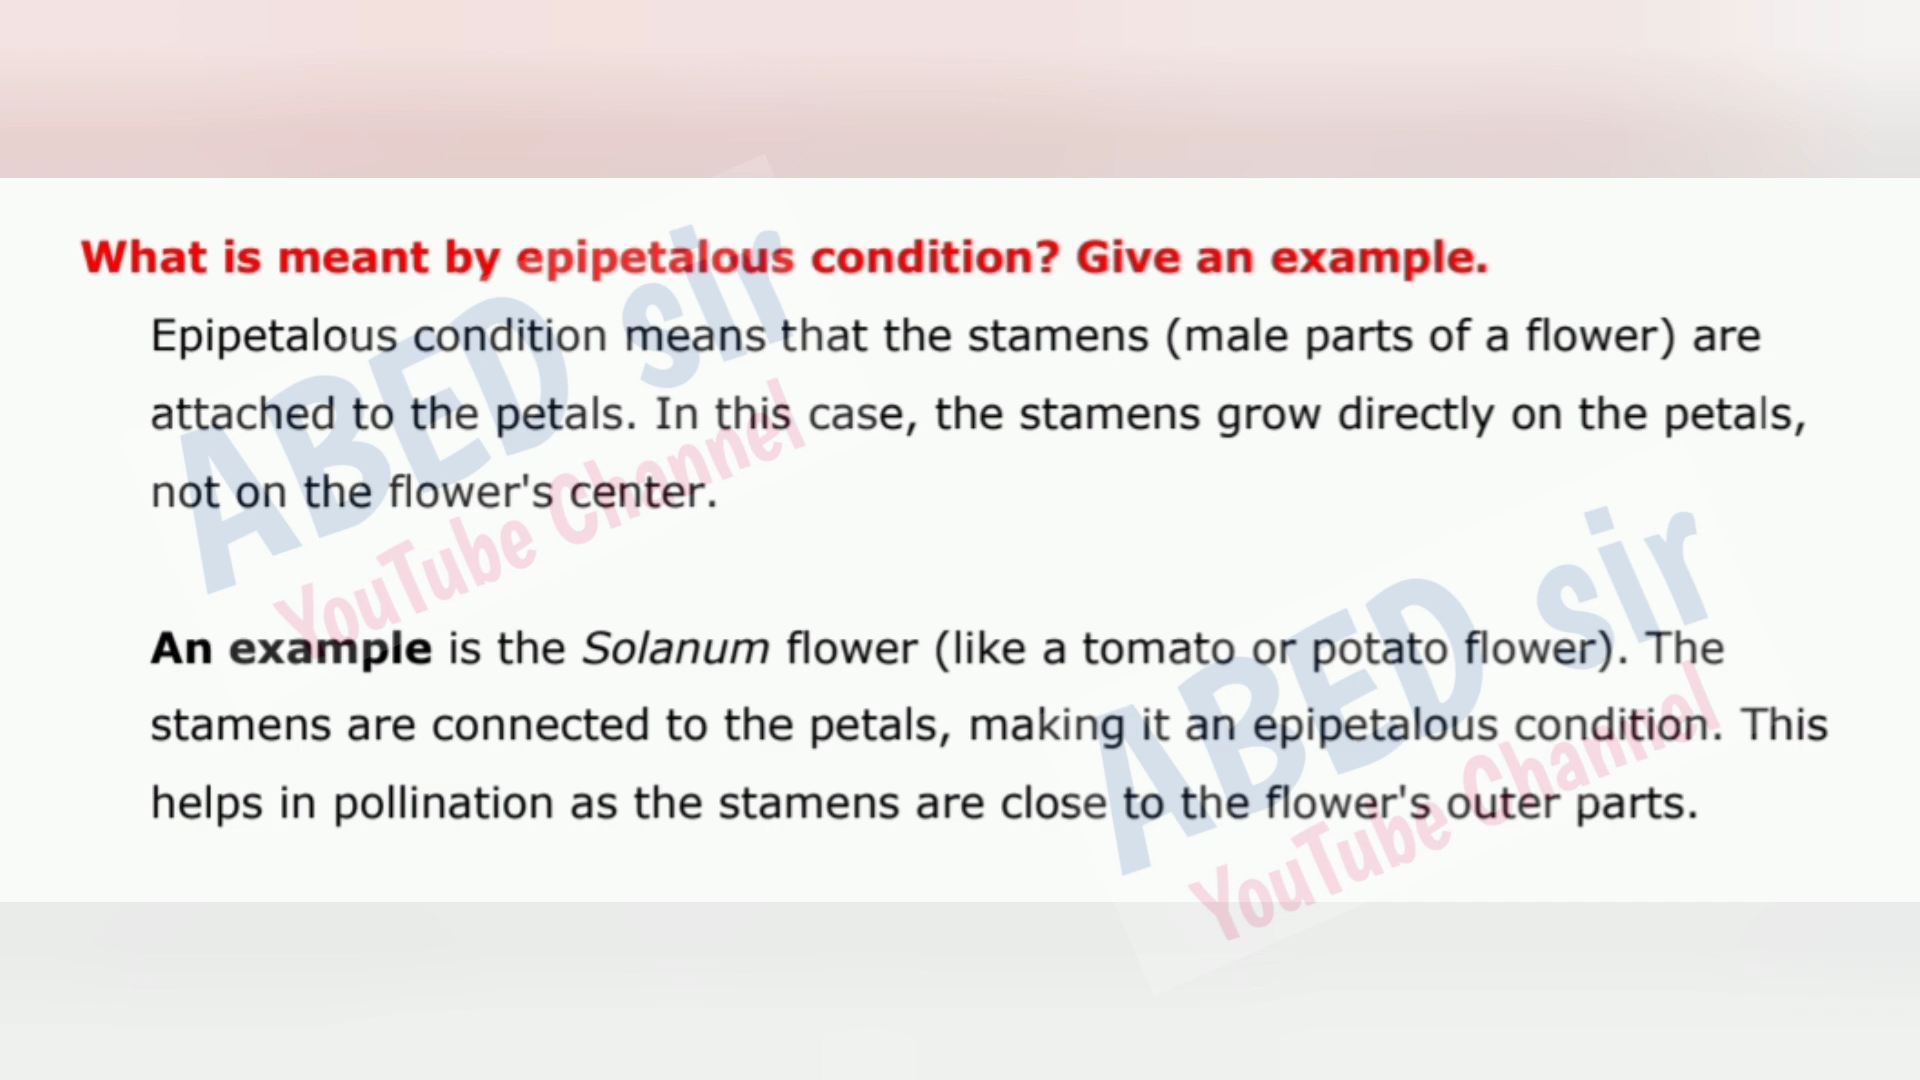 What is meant by epipetalous condition? Give an example.
Epipetalous condition means that the stamens (male parts of a flower) are
attached to the petals. In this case, the stamens grow directly on the petals,
not on the flower's center.
An example is the Solanum flower (like a tomato or potato flower). The
stamens are connected to the petals, making it an epipetalous condition. This
helps in pollination as the stamens are close to the flower's outer parts.
ABED sir
YouTube Channel
ABED sir
YouTube Channel